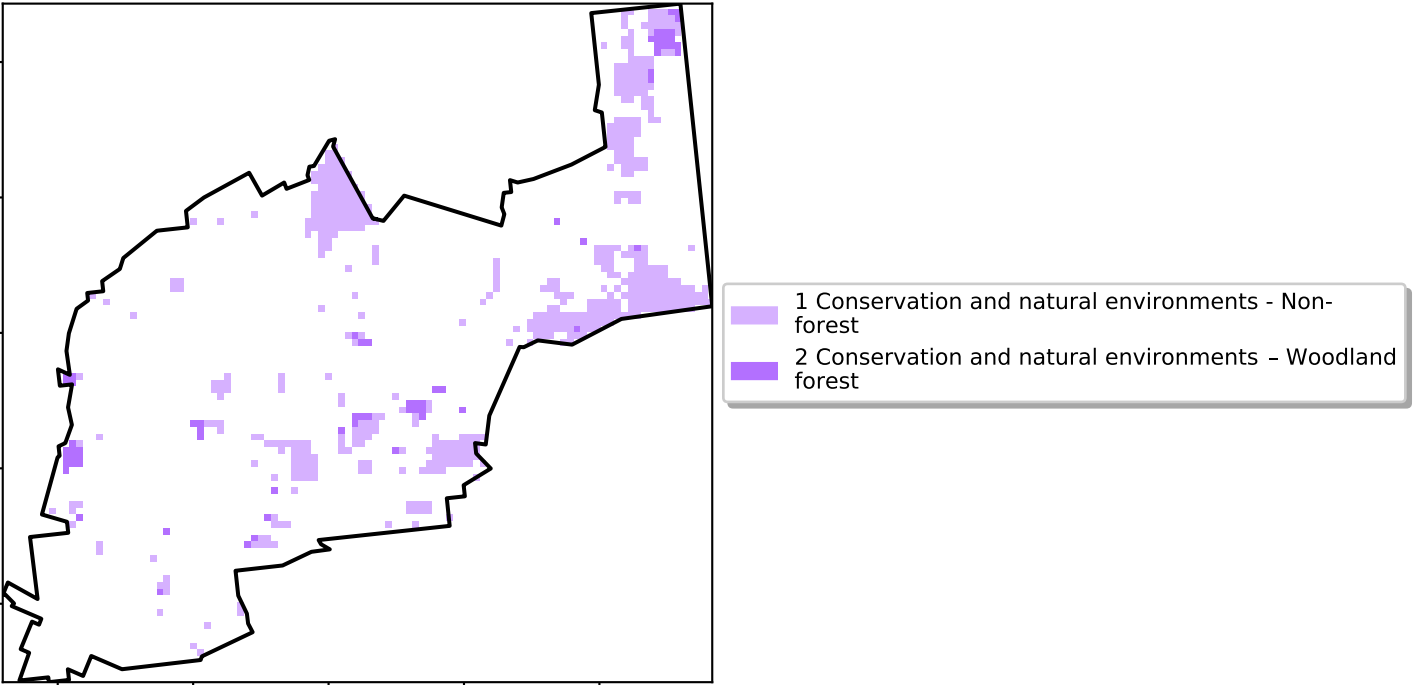 1 Conservation and natural environments - Non-
forest
2 Conservation and natural environments – Woodland
forest